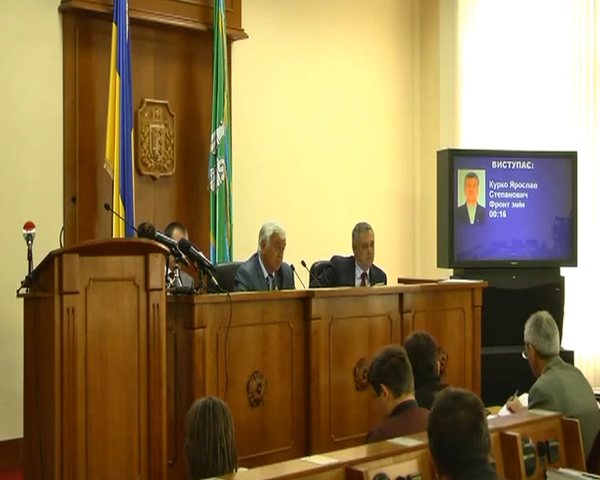 ВИСТУПАЄ:
Курко Ярослав
Степанович
Фронт змін
00:16